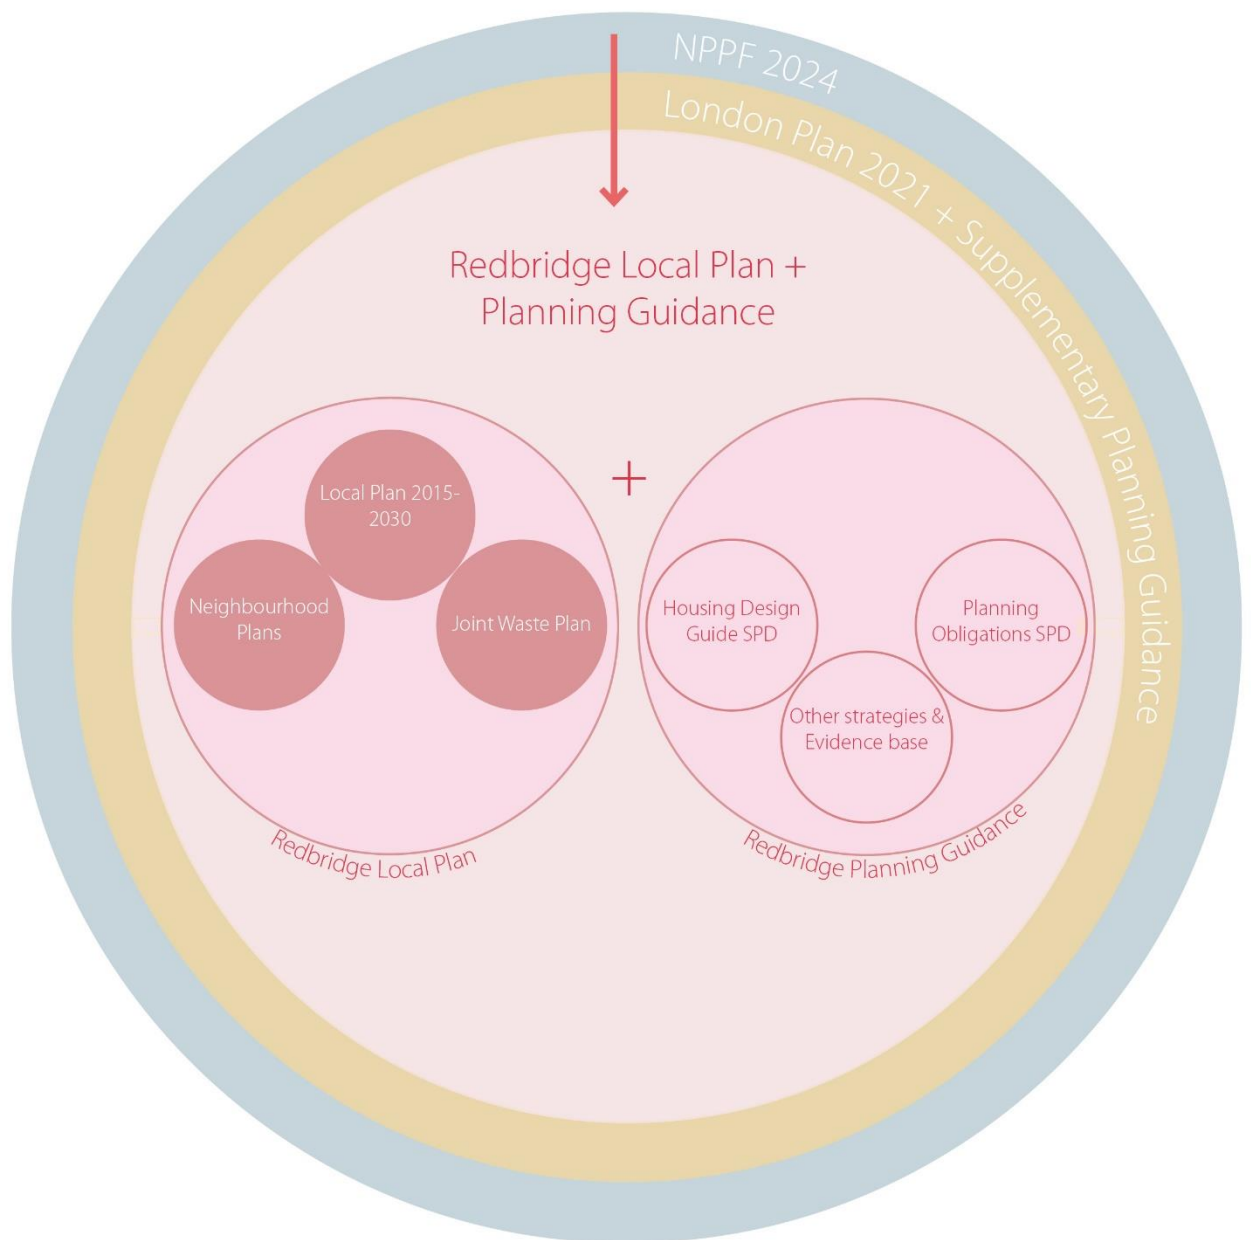 NPPF 2024
London Plan 2021 + Supplementary Planning Guidance
Redbridge Local Plan +
Planning Guidance
Local Plan 2015-
2030
Neighbourhood
Plans
Joint Waste Plan
Redbridge Local Plan
+
Housing Design
Guide SPD
Planning
Obligations SPD
Other strategies &
Evidence base
Redbridge Planning Guidance